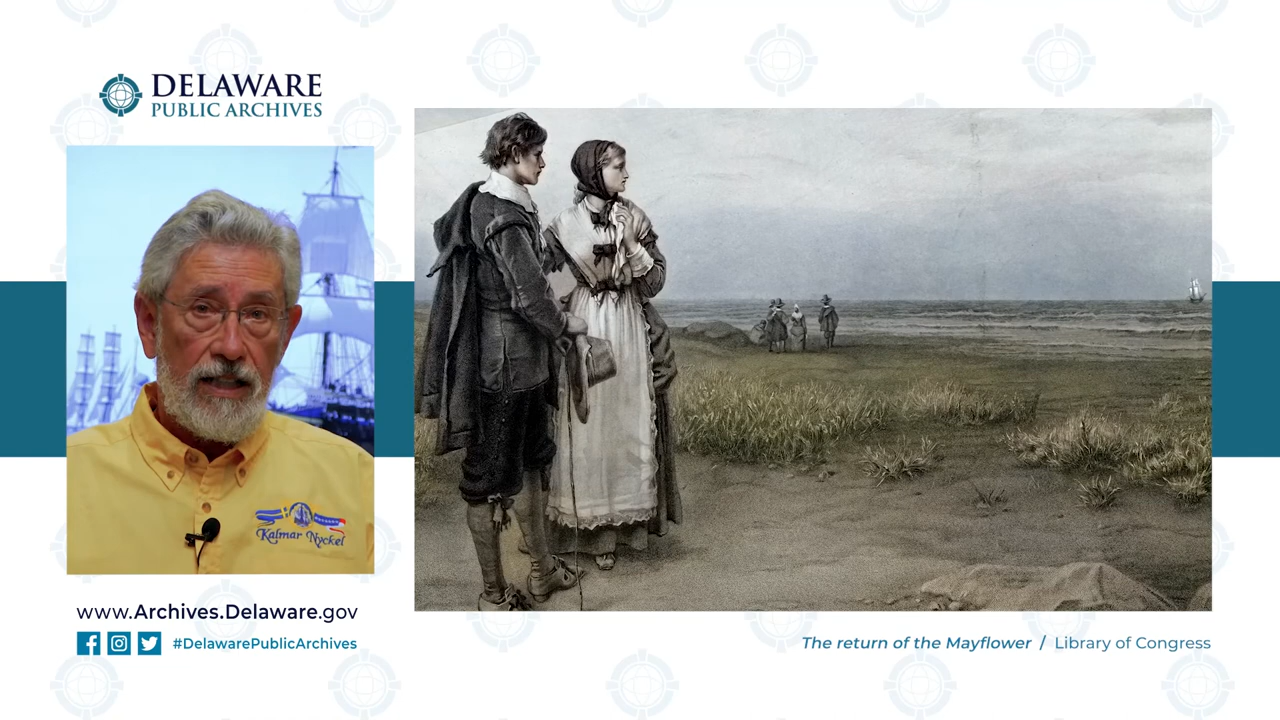 DELAWARE
PUBLIC ARCHIVES
Kalmar Nyckel
www.Archives.Delaware.gov
#DelawarePublicArchives
The return of the Mayflower / Library of Congress